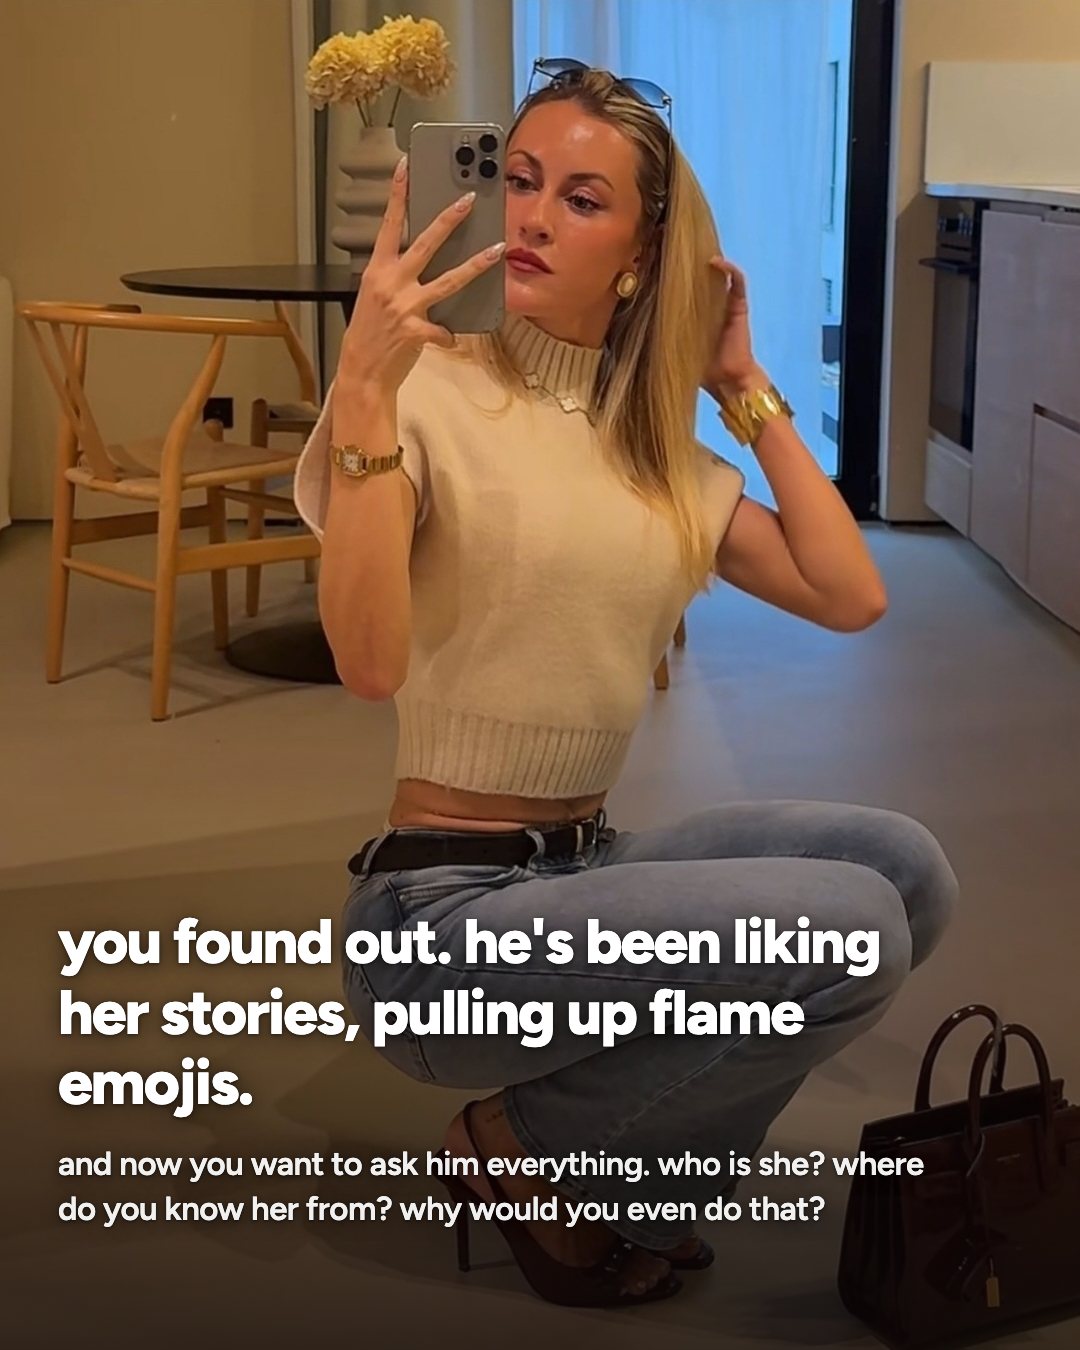 you found out. he's been liking
her stories, pulling up flame
emojis.
and now you want to ask him everything. who is she? where
do you know her from? why would you even do that?